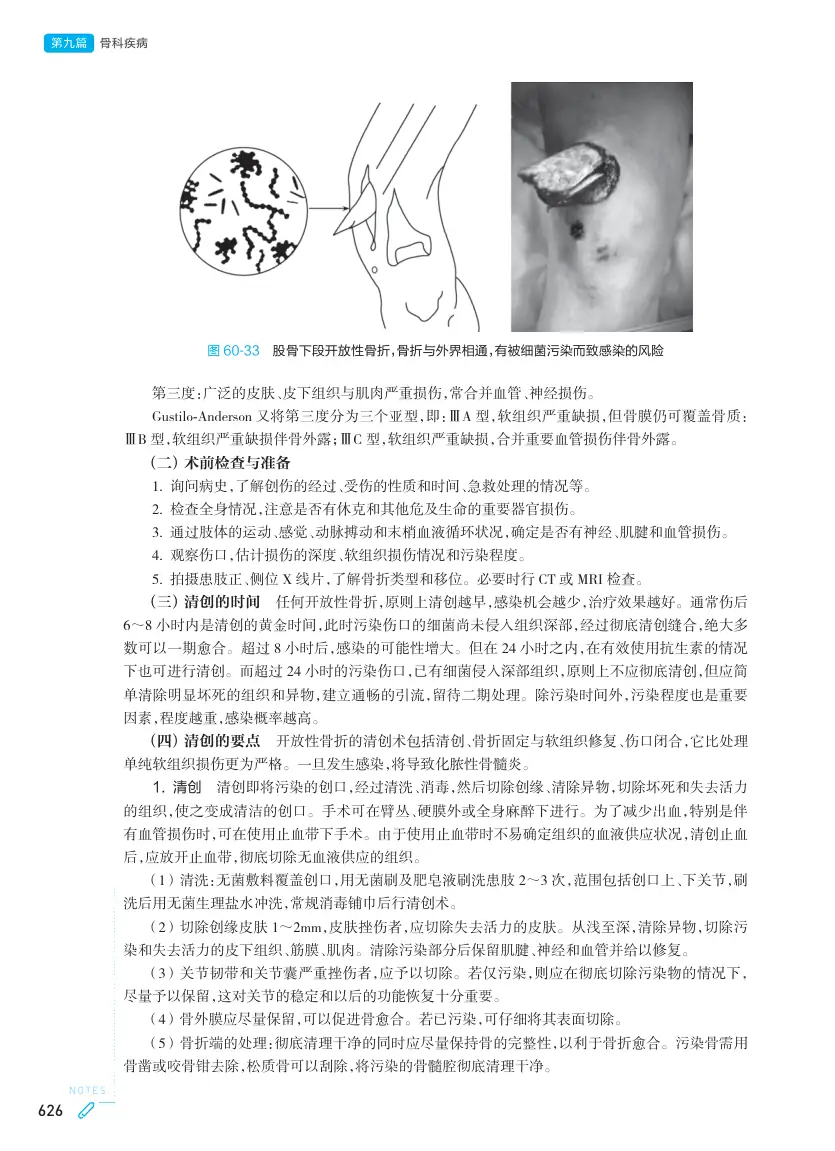 第九篇 骨科疾病
图 60-33 股骨下段开放性骨折,骨折与外界相通,有被细菌污染而致感染的风险
第三度:广泛的皮肤、皮下组织与肌肉严重损伤,常合并血管、神经损伤。
Gustilo-Anderson 又将第三度分为三个亚型,即:ⅢA 型,软组织严重缺损,但骨膜仍可覆盖骨质;
ⅢB 型,软组织严重缺损伴骨外露;ⅢC 型,软组织严重缺损,合并重要血管损伤伴骨外露。
(二)术前检查与准备
1. 询问病史,了解创伤的经过、受伤的性质和时间、急救处理的情况等。
2. 检查全身情况,注意是否有休克和其他危及生命的重要器官损伤。
3. 通过肢体的运动、感觉、动脉搏动和末梢血液循环状况,确定是否有神经、肌腱和血管损伤。
4. 观察伤口,估计损伤的深度、软组织损伤情况和污染程度。
5. 拍摄患肢正、侧位 X 线片,了解骨折类型和移位。必要时行 CT 或 MRI 检查。
(三)清创的时间 任何开放性骨折,原则上清创越早,感染机会越少,治疗效果越好。通常伤后
6～8 小时内是清创的黄金时间,此时污染伤口的细菌尚未侵入组织深部,经过彻底清创缝合,绝大多
数可以一期愈合。超过 8 小时后,感染的可能性增大。但在 24 小时之内,在有效使用抗生素的情况
下也可进行清创。而超过 24 小时的污染伤口,已有细菌侵入深部组织,原则上不应彻底清创,但应简
单清除明显坏死的组织和异物,建立通畅的引流,留待二期处理。除污染时间外,污染程度也是重要
因素,程度越重,感染概率越高。
(四)清创的要点 开放性骨折的清创术包括清创、骨折固定与软组织修复、伤口闭合,它比处理
单纯软组织损伤更为严格。一旦发生感染,将导致化脓性骨髓炎。
1. 清创 清创即将污染的创口,经过清洗、消毒,然后切除创缘、清除异物,切除坏死和失去活力
的组织,使之变成清洁的创口。手术可在臂丛、硬膜外或全身麻醉下进行。为了减少出血,特别是伴
有血管损伤时,可在使用止血带下手术。由于使用止血带时不易确定组织的血液供应状况,清创止血
后,应放开止血带,彻底切除无血液供应的组织。
(1)清洗:无菌敷料覆盖创口,用无菌刷及肥皂液刷洗患肢 2～3 次,范围包括创口上、下关节,刷
洗后用无菌生理盐水冲洗,常规消毒铺巾后行清创术。
(2)切除创缘皮肤 1～2mm,皮肤挫伤者,应切除失去活力的皮肤。从浅至深,清除异物,切除污
染和失去活力的皮下组织、筋膜、肌肉。清除污染部分后保留肌腱、神经和血管并给以修复。
(3)关节韧带和关节囊严重挫伤者,应予以切除。若仅污染,则应在彻底切除污染物的情况下,
尽量予以保留,这对关节的稳定和以后的功能恢复十分重要。
(4)骨外膜应尽量保留,可以促进骨愈合。若已污染,可仔细将其表面切除。
(5)骨折端的处理:彻底清理干净的同时应尽量保持骨的完整性,以利于骨折愈合。污染骨需用
骨凿或咬骨钳去除,松质骨可以刮除,将污染的骨髓腔彻底清理干净。
NOTES
626